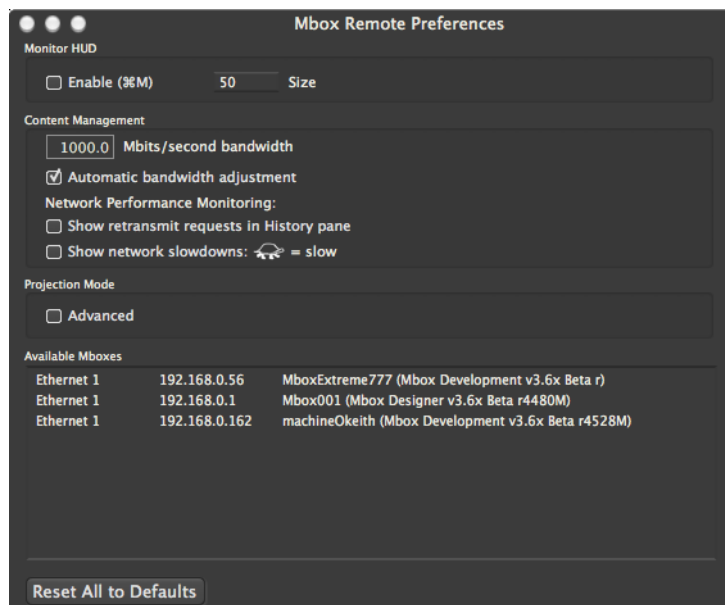 Mbox Remote Preferences
Monitor HUD
Enable (⌘M) 50 Size
Content Management
1000.0 Mbits/second bandwidth
Automatic bandwidth adjustment
Network Performance Monitoring:
Show retransmit requests in History pane
Show network slowdowns: = slow
Projection Mode
Advanced
Available Mboxes
Ethernet 1 192.168.0.56 MboxExtreme777 (Mbox Development v3.6x Beta r)
Ethernet 1 192.168.0.1 Mbox001 (Mbox Designer v3.6x Beta r4480M)
Ethernet 1 192.168.0.162 machineOkeith (Mbox Development v3.6x Beta r4528M)
Reset All to Defaults